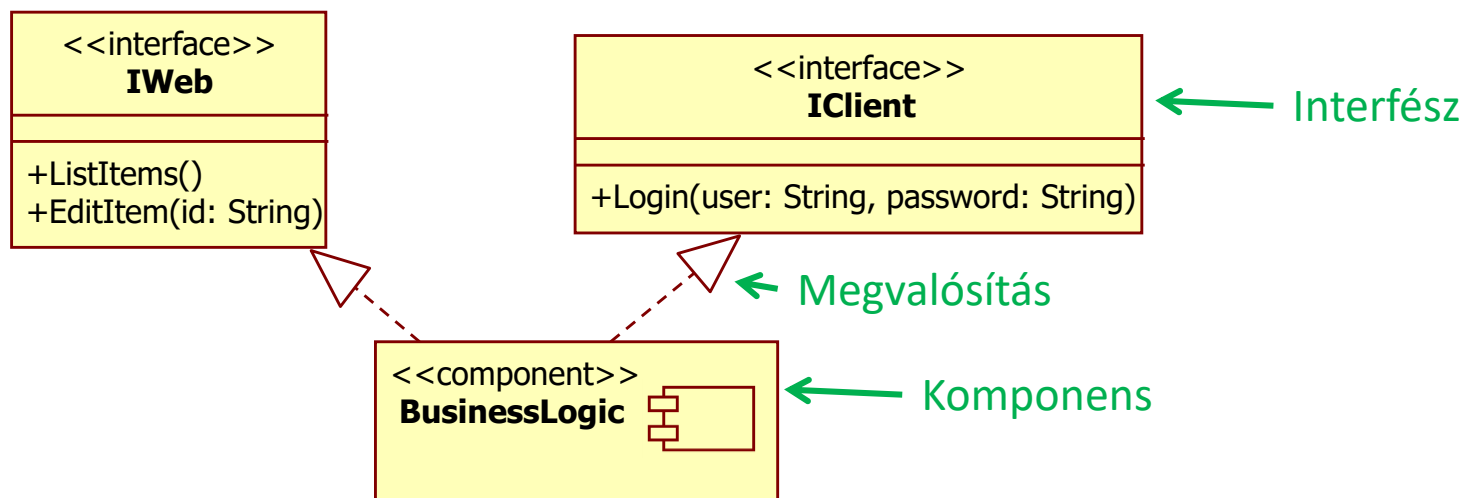 <<interface>>
IWeb
+ListItems()
+EditItem(id: String)
<<interface>>
IClient
+Login(user: String, password: String)
Interfész
Megvalósítás
<<component>>
BusinessLogic
Komponens